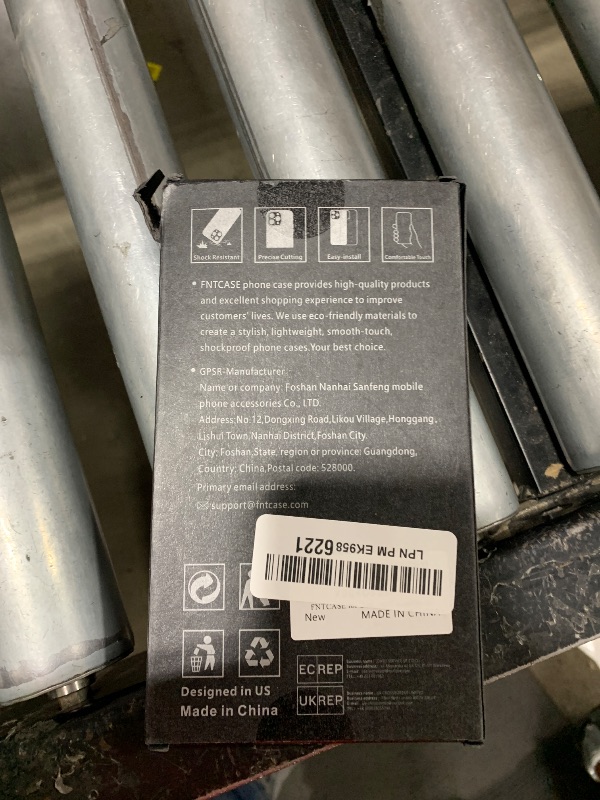 Shock Resistant Precise Cutting Easy-install Comfortable Touch
• FNTCASE phone case provides high-quality products
and excellent shopping experience to improve
customers' lives. We use eco-friendly materials to
create a stylish, lightweight, smooth-touch,
shockproof phone cases.Your best choice.
• GPSR-Manufacturer:
Name or company: Foshan Nanhai Sanfeng mobile
phone accessories Co., LTD.
Address:No.12,Dongxing Road,Likou Village,Honggang,
Lishui Town,Nanhai District,Foshan City.
City: Foshan,State, region or province: Guangdong,
Country: China,Postal code: 528000.
Primary email address:
support@fntcase.com
LPN PM EK958 6221
FNTCASE
New MADE IN CHINA
EC REP
UK REP
Designed in US
Made in China